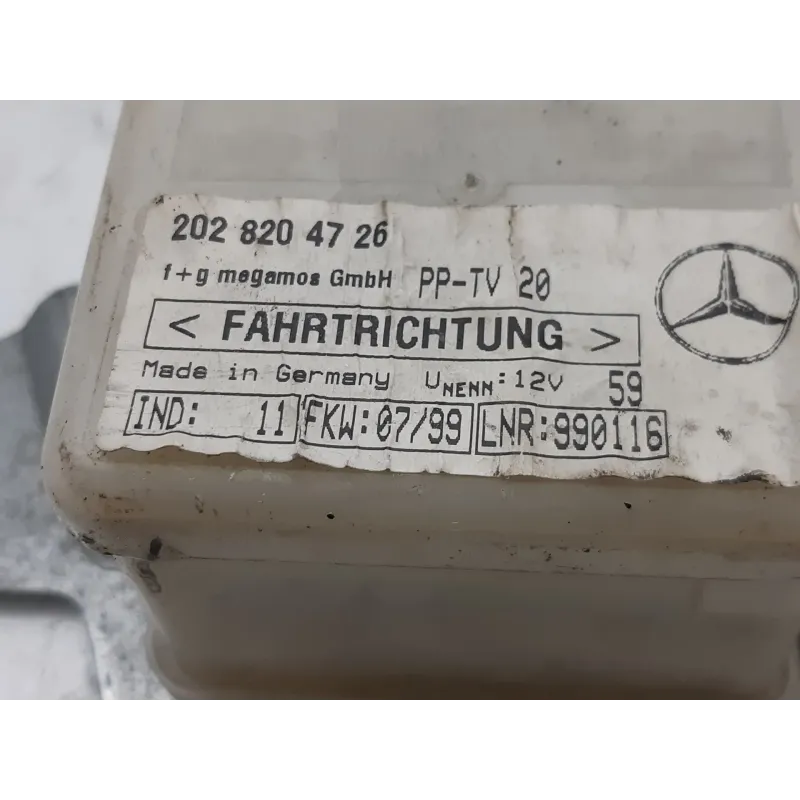 202 820 47 26
f+g megamos GmbH PP-TV 20
< FAHRTRICHTUNG >
Made in Germany UNENN: 12V 59
IND: 11 FKW: 07/99 LNR: 990116